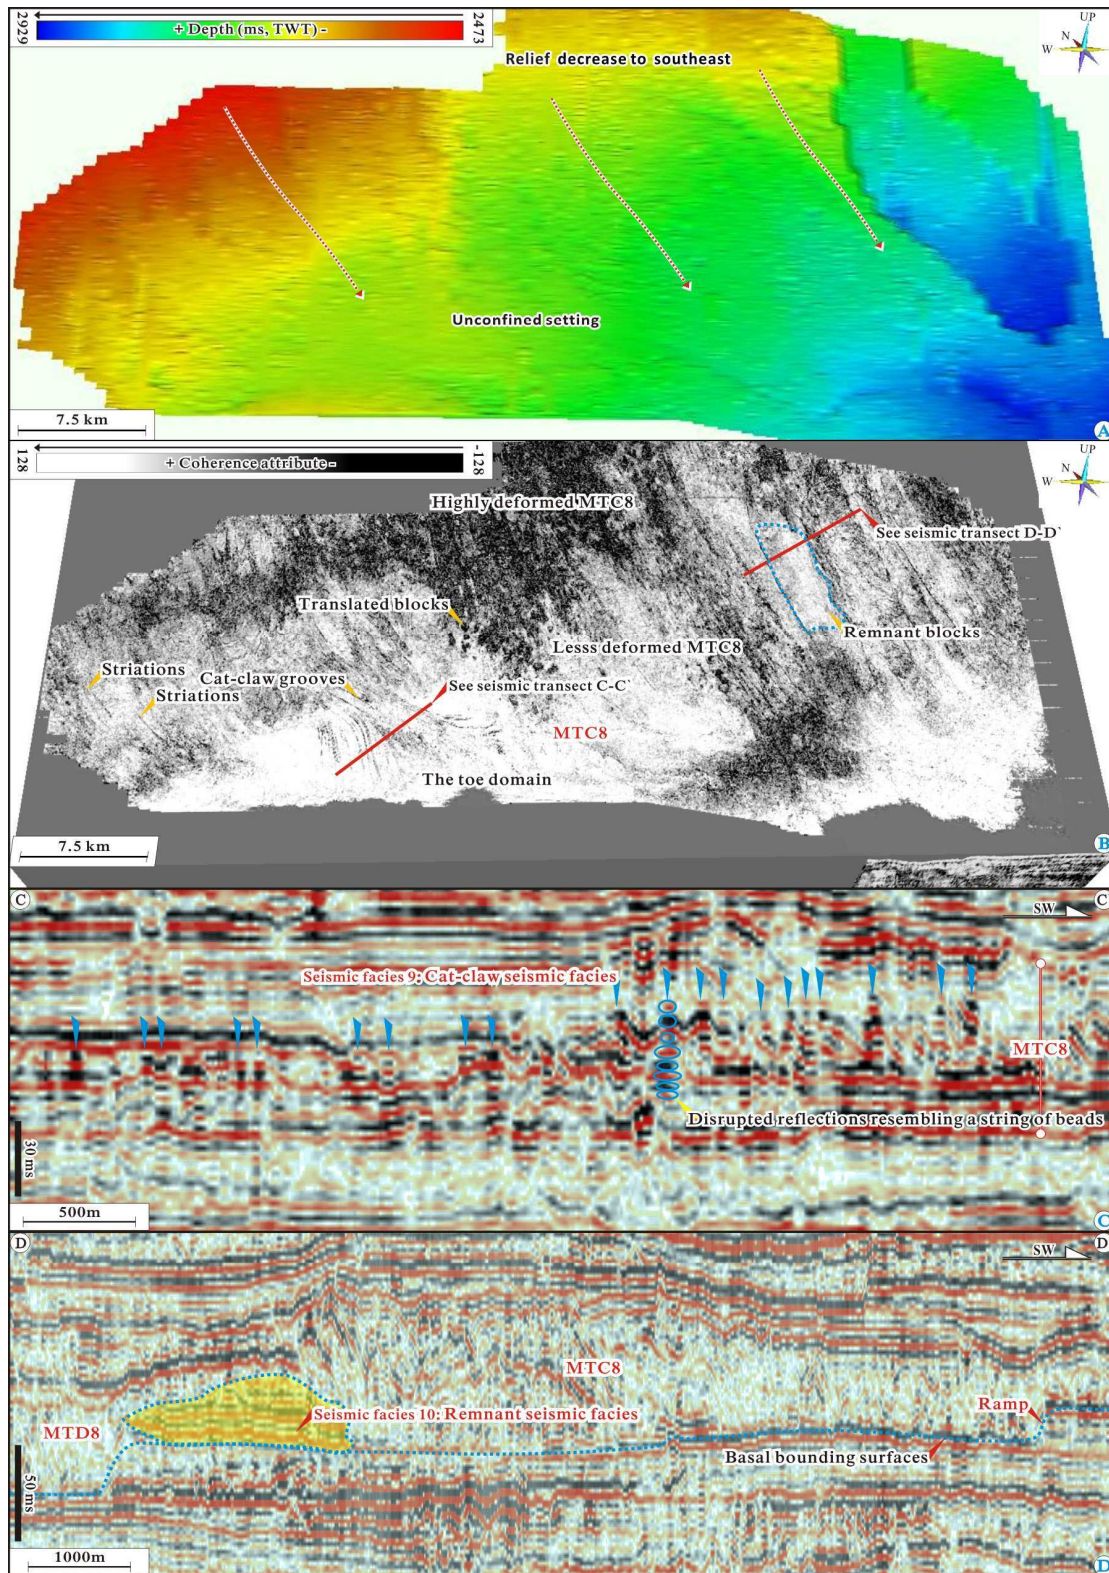 2929
+ Depth (ms, TWT) -
2473
UP
N
W
Relief decrease to southeast
Unconfined setting
7.5 km
A
128
+ Coherence attribute -
-128
UP
N
W
Highly deformed MTC8
See seismic transect D-D`
Translated blocks
Remnant blocks
Lesss deformed MTC8
Striations
Cat-claw grooves
See seismic transect C-C`
Striations
MTC8
The toe domain
7.5 km
B
C
C`
SW
Seismic facies 9: Cat-claw seismic facies
MTC8
Disrupted reflections resembling a string of beads
30 ms
500m
C
D
D`
SW
MTC8
Ramp
Seismic facies 10: Remnant seismic facies
MTD8
Basal bounding surfaces
50 ms
1000m
D